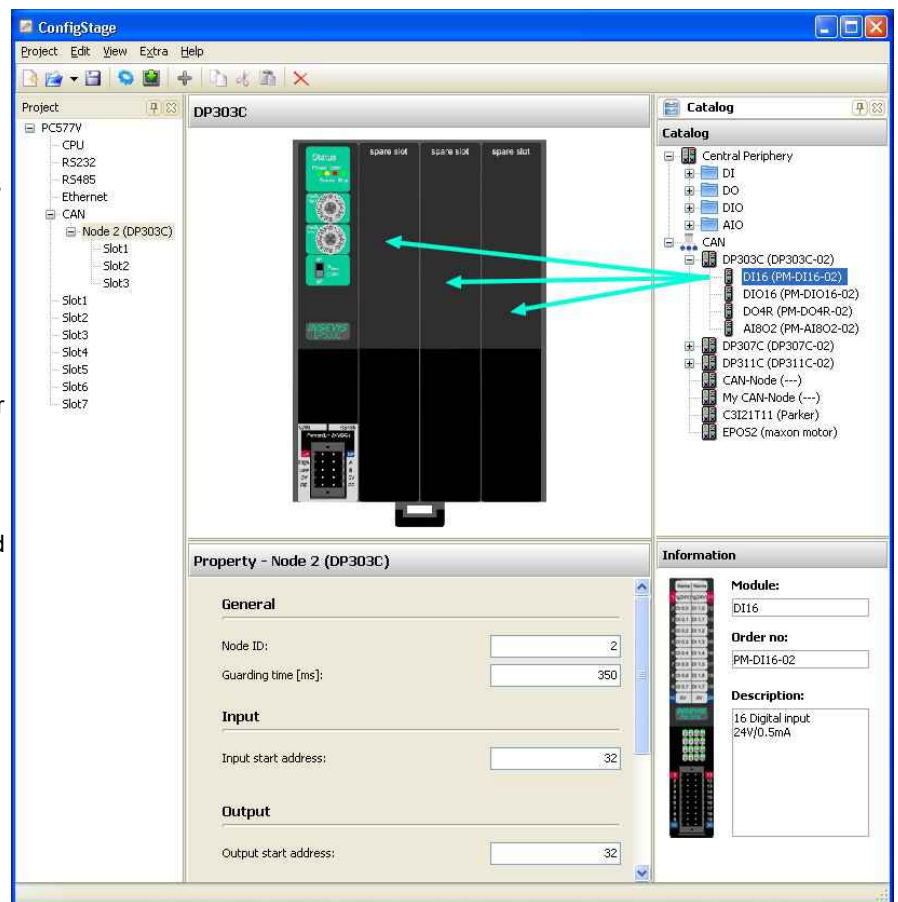 ConfigStage
Project Edit View Extra Help
Project
PC577V
CPU
RS232
RS485
Ethernet
CAN
Node 2 (DP303C)
Slot1
Slot2
Slot3
Slot1
Slot2
Slot3
Slot4
Slot5
Slot6
Slot7
r
d
DP303C
Status
spare slot spare slot spare slot
INSEVIS
Property - Node 2 (DP303C)
General
Node ID: 2
Guarding time [ms]: 350
Input
Input start address: 32
Output
Output start address: 32
Catalog
Catalog
Central Periphery
DI
DO
DIO
AIO
CAN
DP303C (DP303C-02)
DI16 (PM-DI16-02)
DIO16 (PM-DIO16-02)
DO4R (PM-DO4R-02)
AI8O2 (PM-AI8O2-02)
DP307C (DP307C-02)
DP311C (DP311C-02)
CAN-Node (---)
My CAN-Node (---)
C3I21T11 (Parker)
EPOS2 (maxon motor)
Information
Module:
DI16
Order no:
PM-DI16-02
Description:
16 Digital input
24V/0.5mA